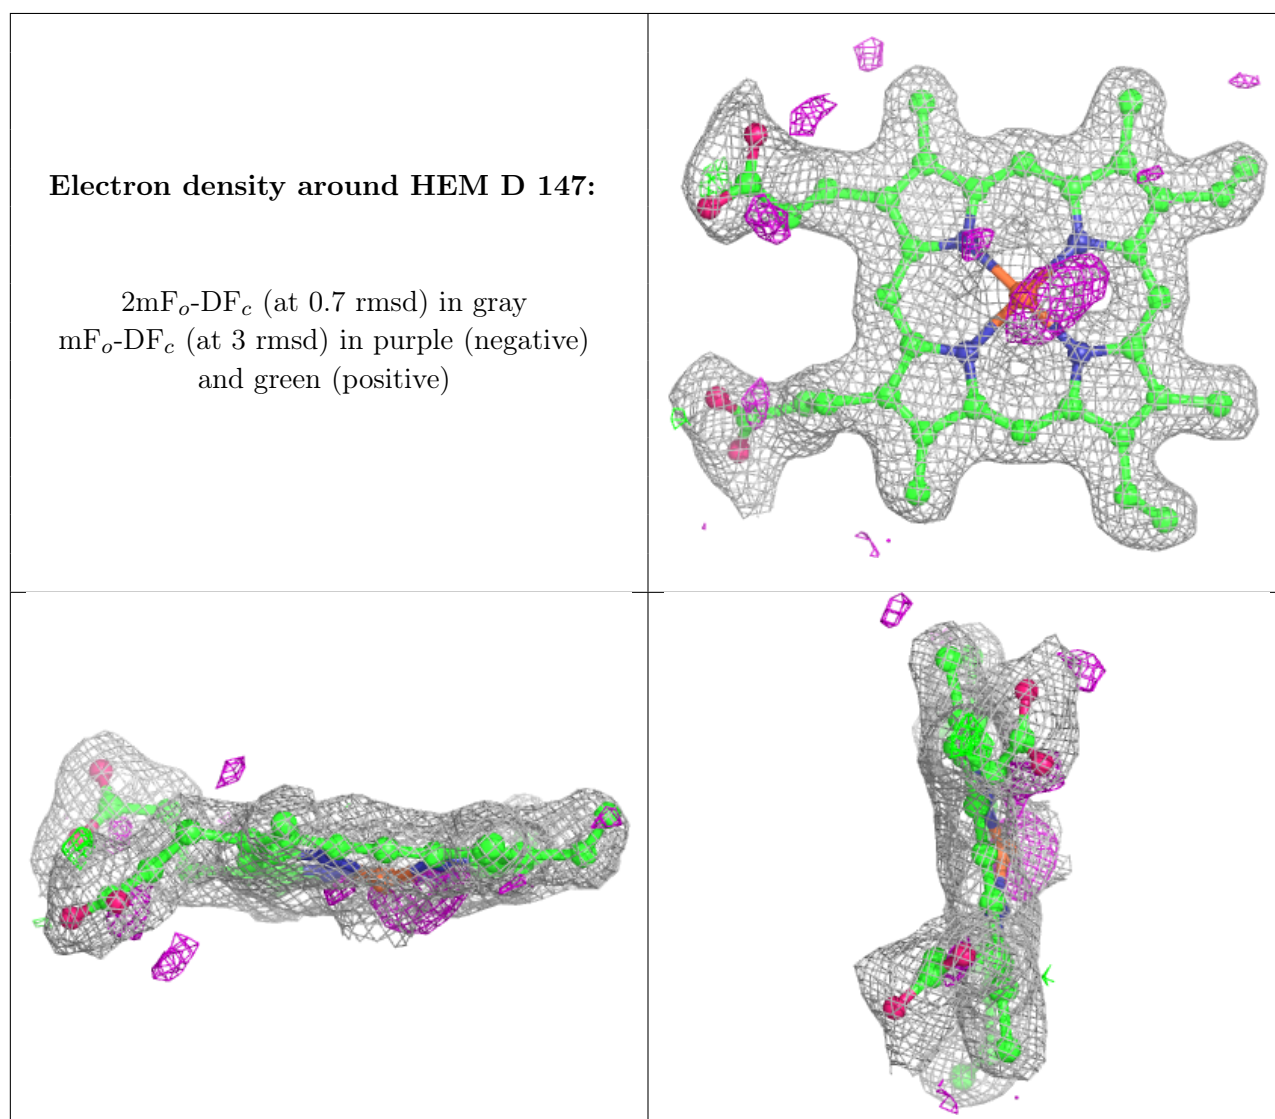 Electron density around HEM D 147:
2mFo-DFc (at 0.7 rmsd) in gray
mFo-DFc (at 3 rmsd) in purple (negative)
and green (positive)